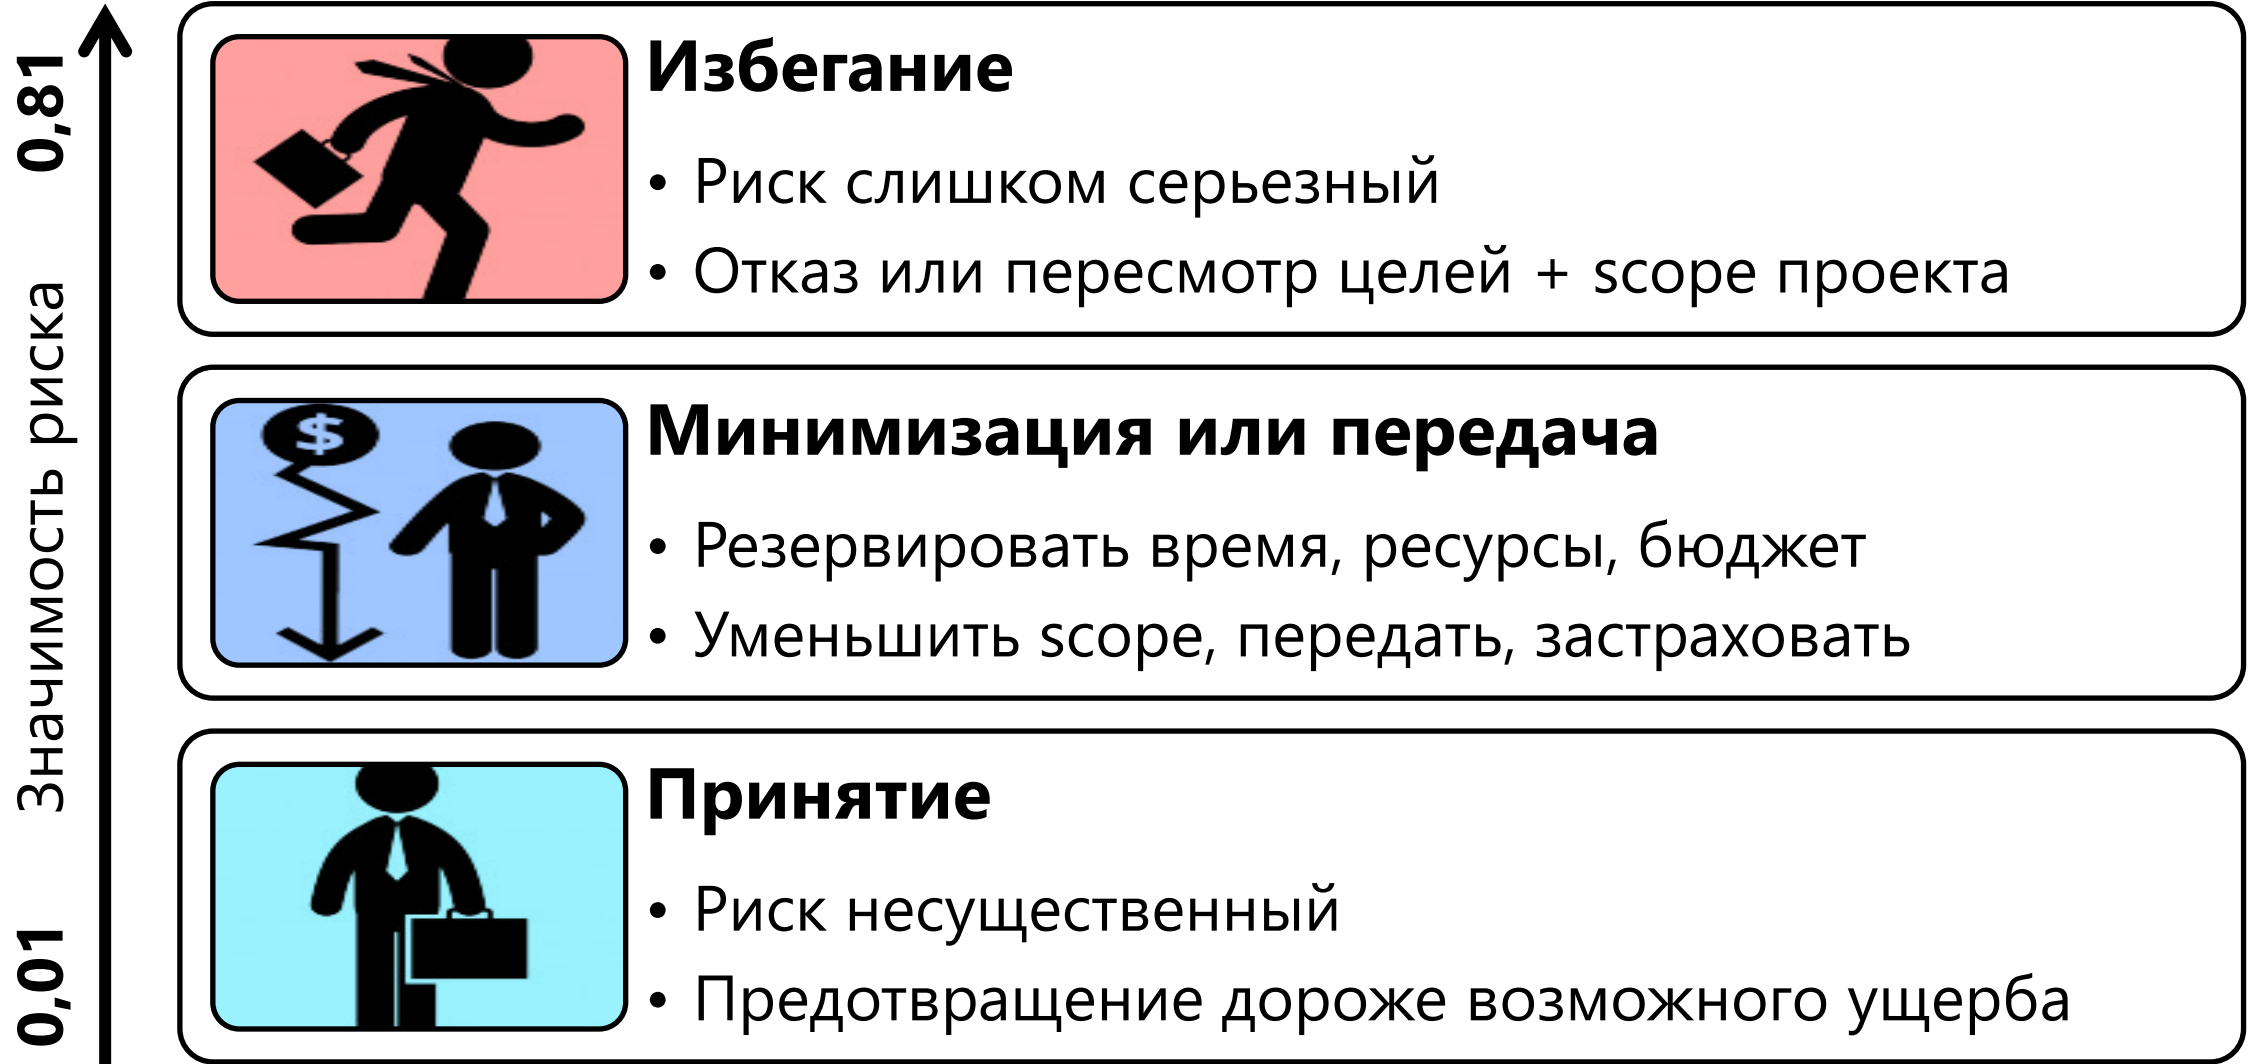 0,81
Значимость риска
0,01
Избегание
• Риск слишком серьезный
• Отказ или пересмотр целей + scope проекта
$
Минимизация или передача
• Резервировать время, ресурсы, бюджет
• Уменьшить scope, передать, застраховать
Принятие
• Риск несущественный
• Предотвращение дороже возможного ущерба